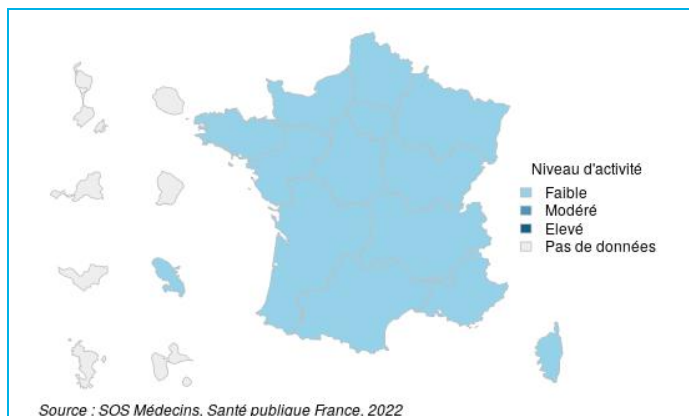 Niveau d'activité
Faible
Modéré
Elevé
Pas de données
Source : SOS Médecins, Santé publique France, 2022